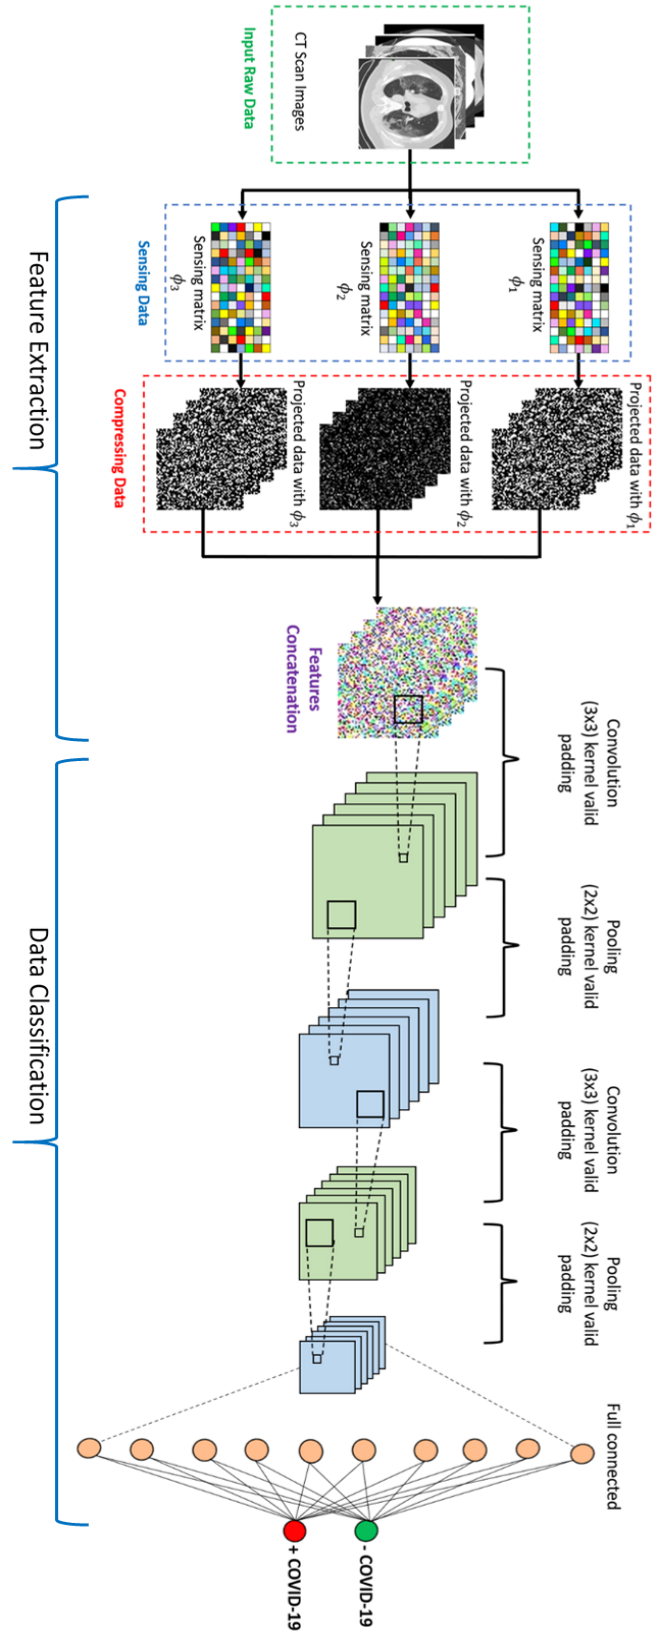 Input Raw Data
CT Scan Images
Sensing matrix
ϕ1
Sensing matrix
ϕ2
Sensing matrix
ϕ3
Sensing Data
Projected data with ϕ1
Projected data with ϕ2
Projected data with ϕ3
Compressing Data
Features
Concatenation
Convolution
(3x3) kernel valid
padding
Pooling
(2x2) kernel valid
padding
Convolution
(3x3) kernel valid
padding
Pooling
(2x2) kernel valid
padding
Full connected
- COVID-19
+ COVID-19
Feature Extraction
Data Classification